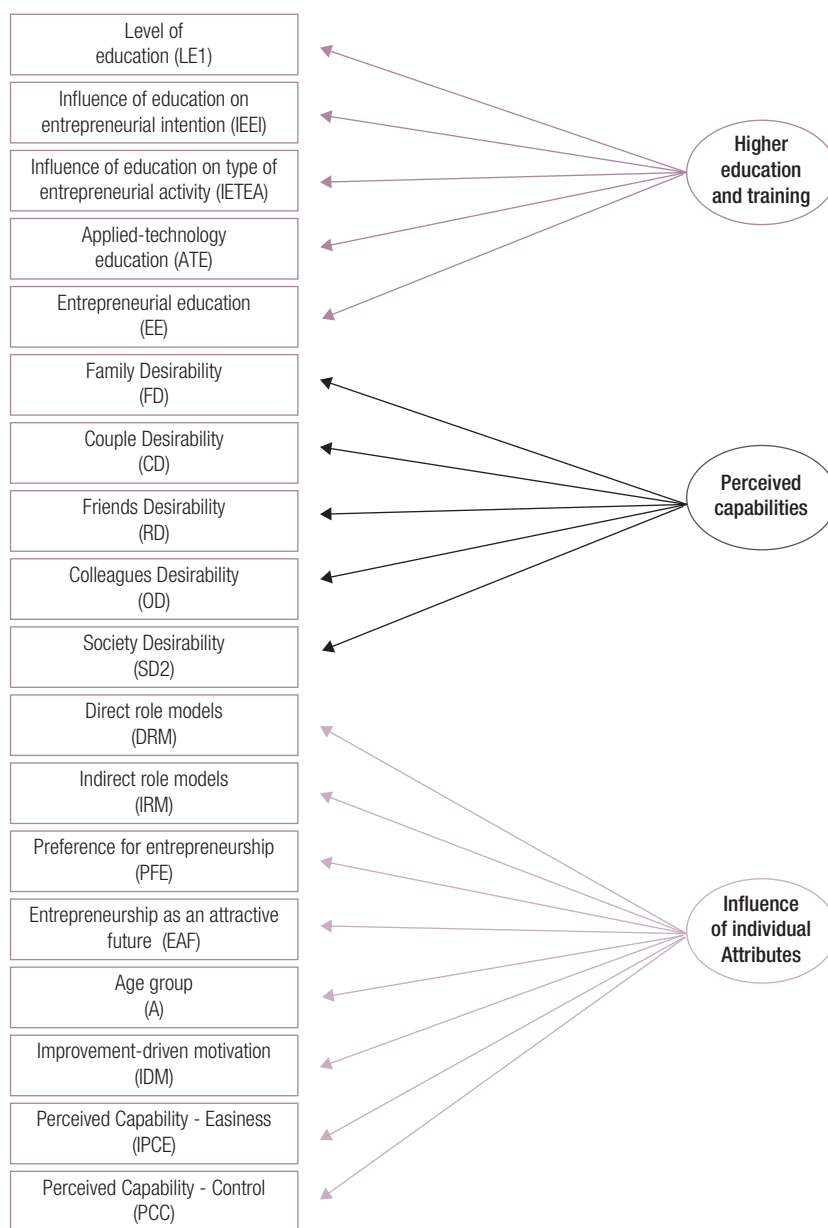 Level of
education (LE1)
Influence of education on
entrepreneurial intention (IEEI)
Influence of education on type of
entrepreneurial activity (IETEA)
Applied-technology
education (ATE)
Entrepreneurial education
(EE)
Higher
education
and training
Family Desirability
(FD)
Couple Desirability
(CD)
Friends Desirability
(RD)
Colleagues Desirability
(OD)
Society Desirability
(SD2)
Perceived
capabilities
Direct role models
(DRM)
Indirect role models
(IRM)
Preference for entrepreneurship
(PFE)
Entrepreneurship as an attractive
future (EAF)
Age group
(A)
Improvement-driven motivation
(IDM)
Perceived Capability - Easiness
(IPCE)
Perceived Capability - Control
(PCC)
Influence
of individual
Attributes